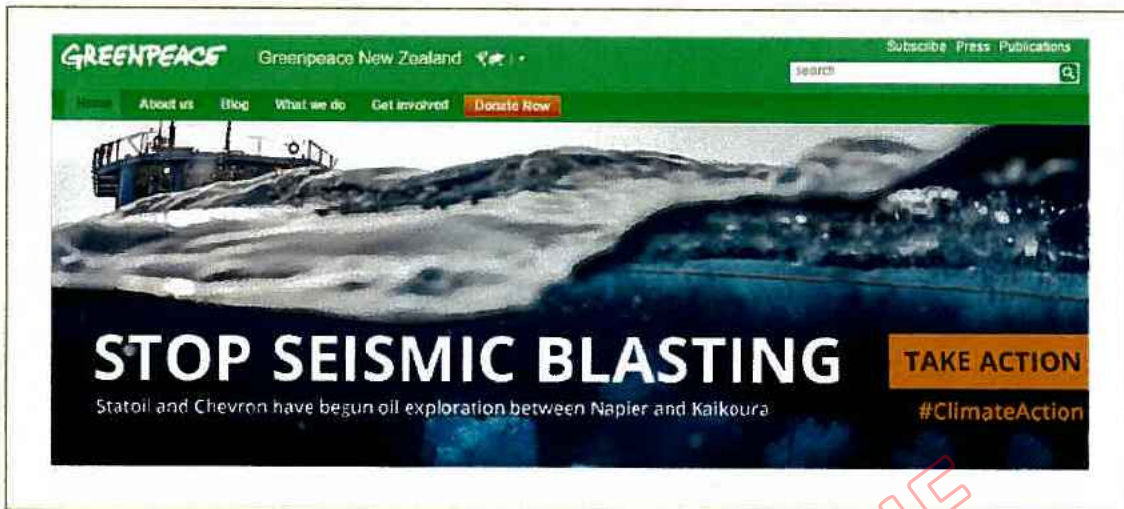 GREENPEACE
Greenpeace New Zealand
Subscribe Press Publications
search
Home About us Blog What we do Get involved Donate Now
STOP SEISMIC BLASTING
Statoil and Chevron have begun oil exploration between Napier and Kaikoura
TAKE ACTION
#ClimateAction